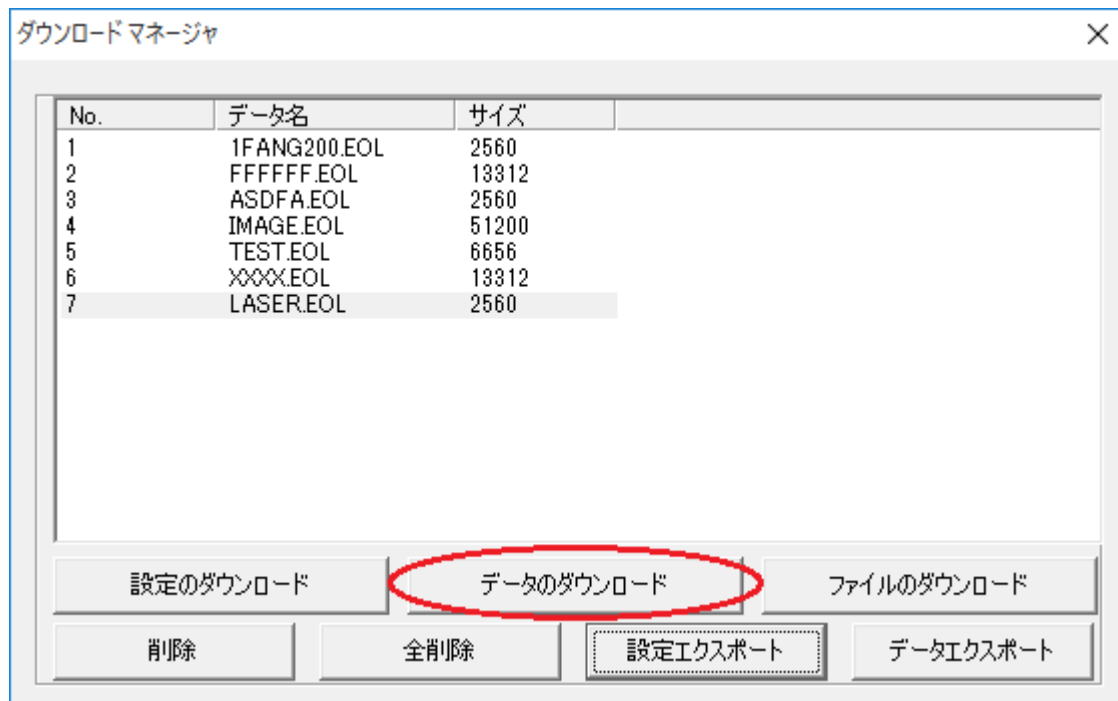 ダウンロード マネージャ
No. データ名 サイズ
1 1FANG200.EOL 2560
2 FFFFFF.EOL 13312
3 ASDFA.EOL 2560
4 IMAGE.EOL 51200
5 TEST.EOL 6656
6 XXXX.EOL 13312
7 LASER.EOL 2560
設定のダウンロード データのダウンロード ファイルのダウンロード
削除 全削除 設定エクスポート データエクスポート